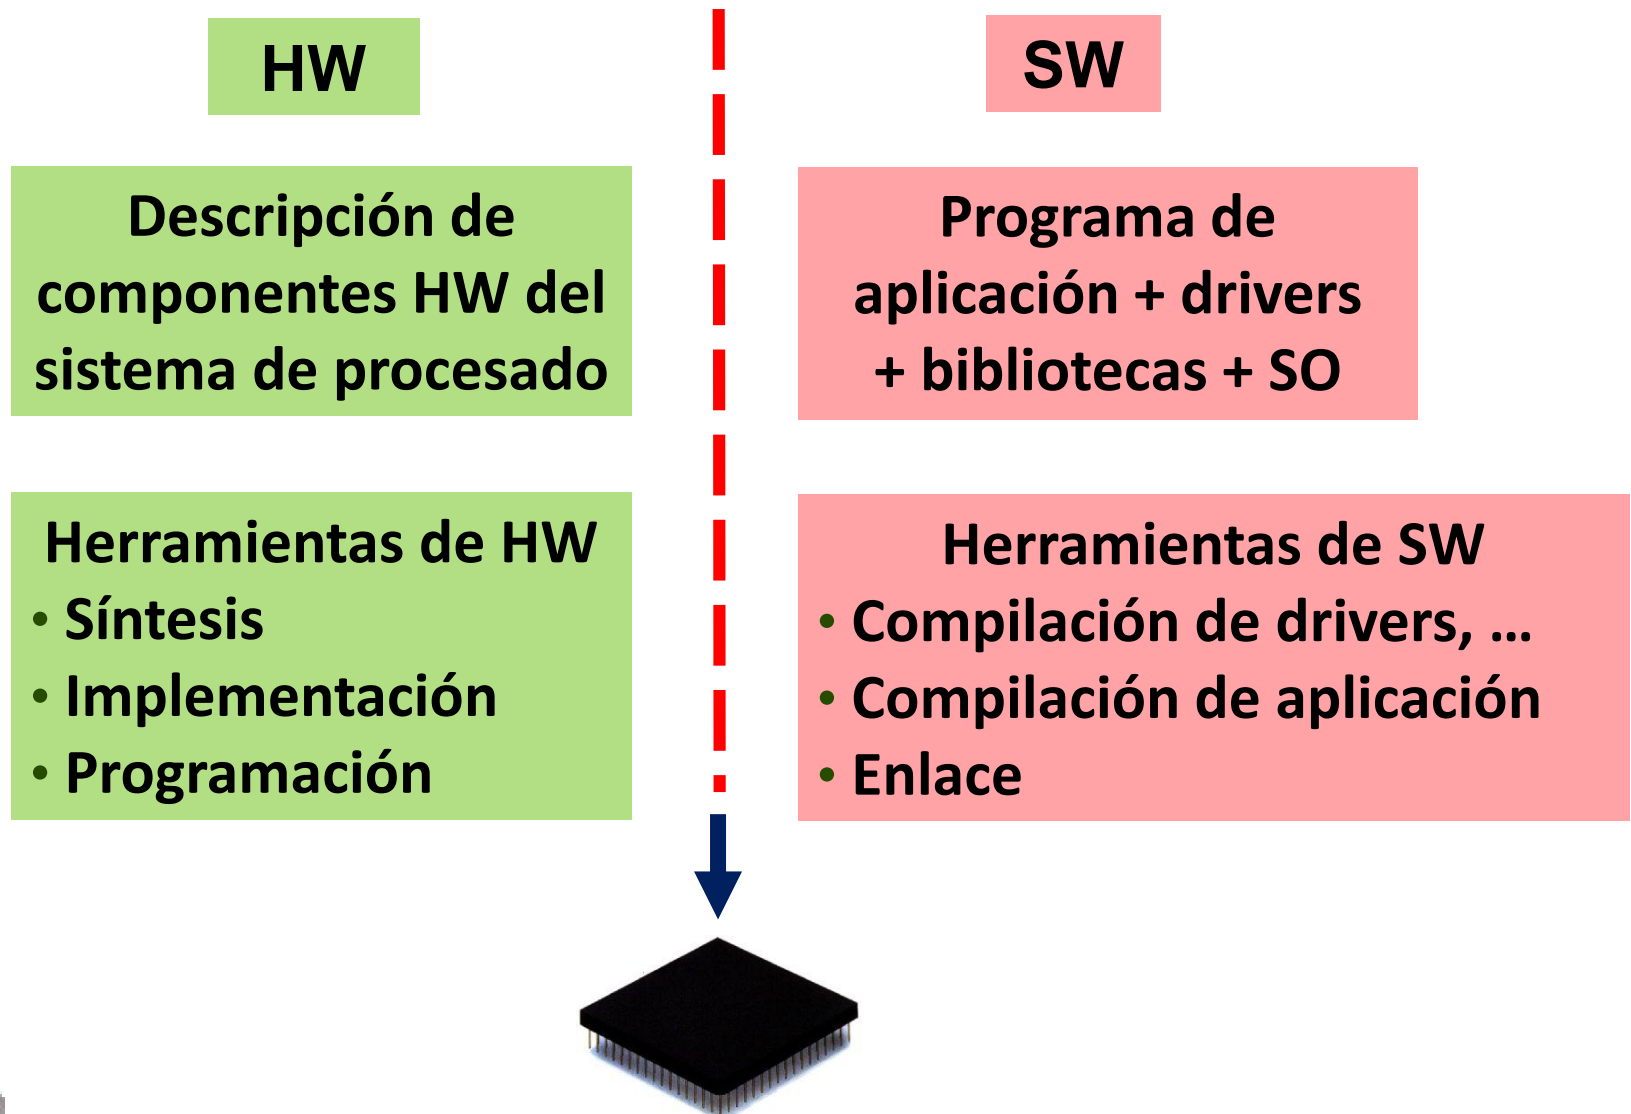 HW
SW
Descripción de
componentes HW del
sistema de procesado
Programa de
aplicación + drivers
+ bibliotecas + SO
Herramientas de HW
• Síntesis
• Implementación
• Programación
Herramientas de SW
• Compilación de drivers, ...
• Compilación de aplicación
• Enlace